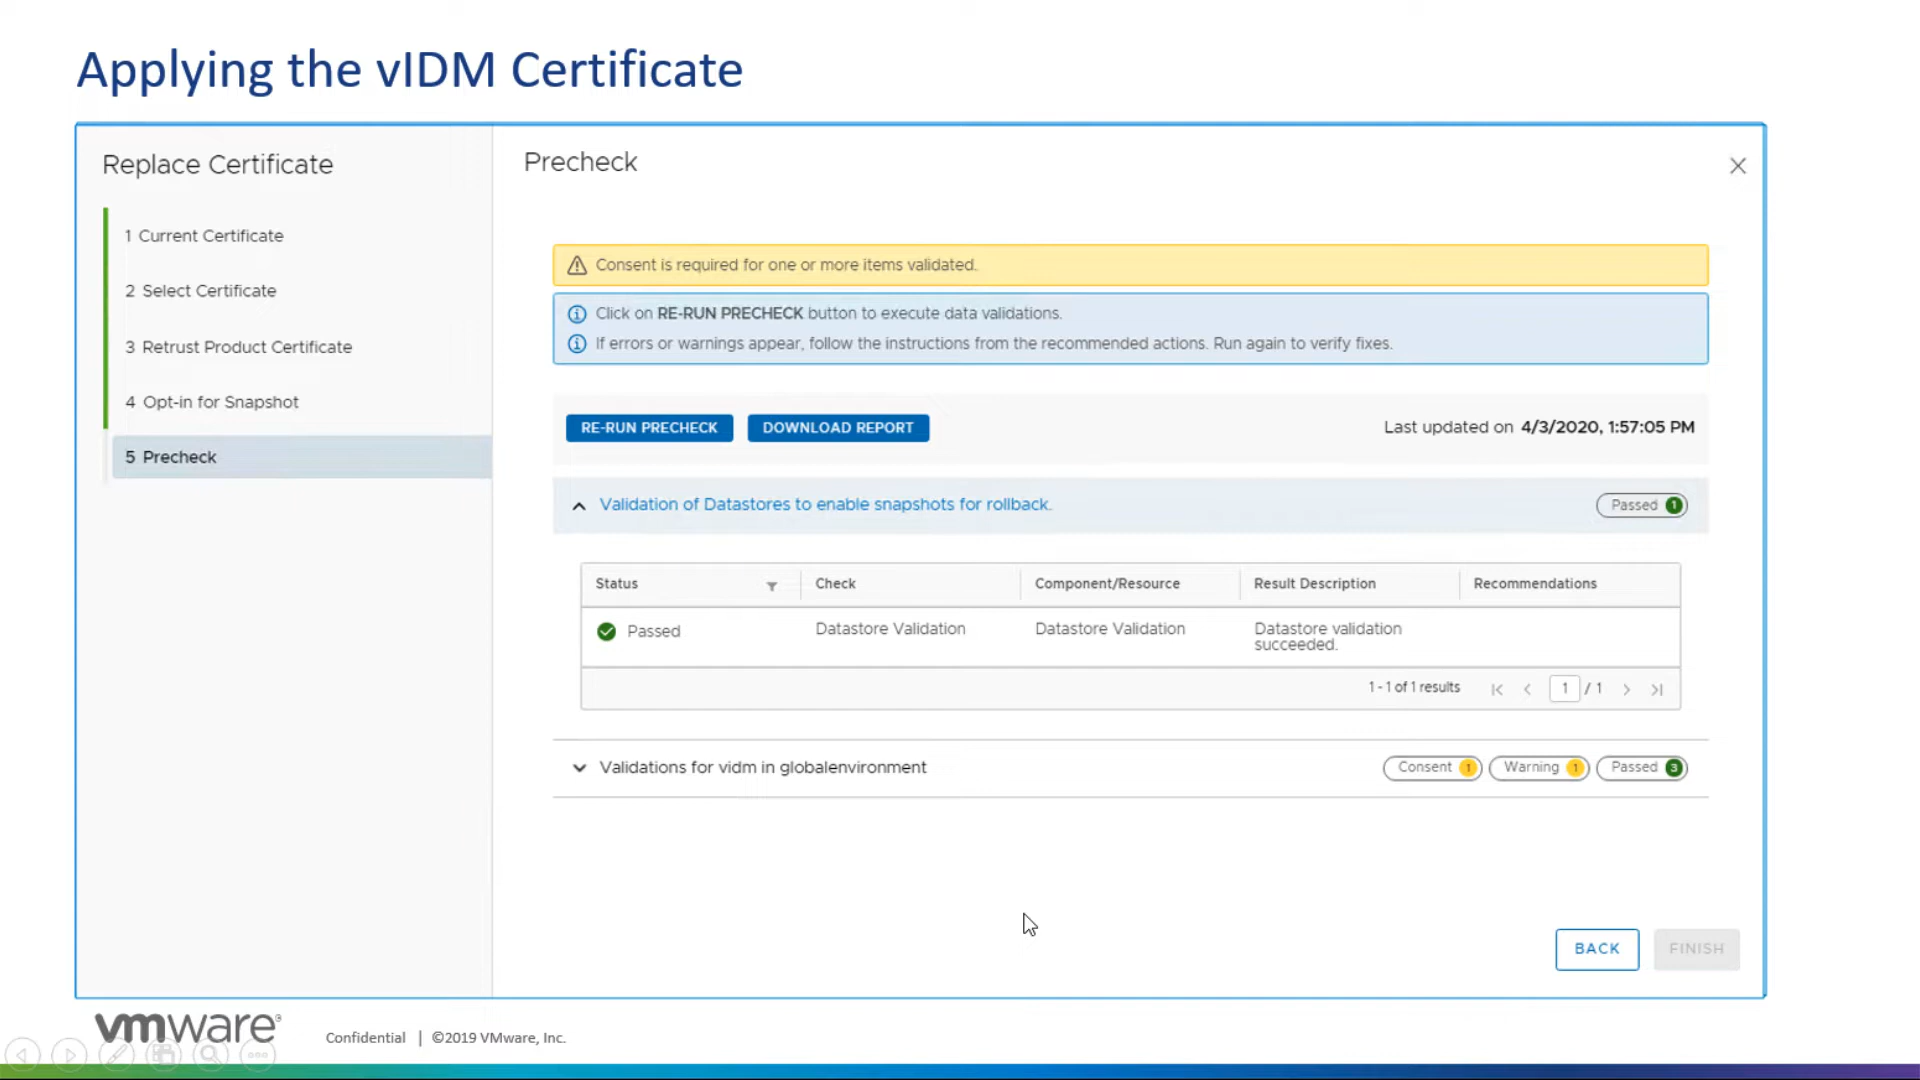 Applying the vIDM Certificate
Replace Certificate
1 Current Certificate
2 Select Certificate
3 Retrust Product Certificate
4 Opt-in for Snapshot
5 Precheck
Precheck
Consent is required for one or more items validated.
Click on RE-RUN PRECHECK button to execute data validations.
If errors or warnings appear, follow the instructions from the recommended actions. Run again to verify fixes.
RE-RUN PRECHECK DOWNLOAD REPORT Last updated on 4/3/2020, 1:57:05 PM
Validation of Datastores to enable snapshots for rollback. Passed 1
Status Check Component/Resource Result Description Recommendations
Passed Datastore Validation Datastore Validation Datastore validation
succeeded.
1 - 1 of 1 results 1 / 1
Validations for vidm in globalenvironment Consent 1 Warning 1 Passed 3
BACK FINISH
vmware® Confidential | ©2019 VMware, Inc.